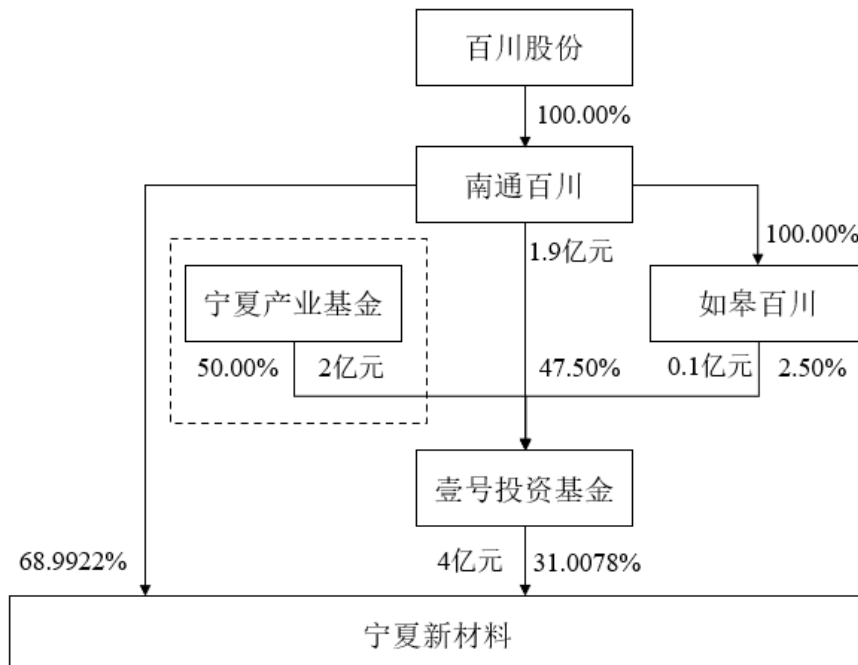 百川股份
100.00%
南通百川
1.9亿元
100.00%
宁夏产业基金
如皋百川
50.00%
2亿元
47.50%
0.1亿元
2.50%
壹号投资基金
68.9922%
4亿元
31.0078%
宁夏新材料